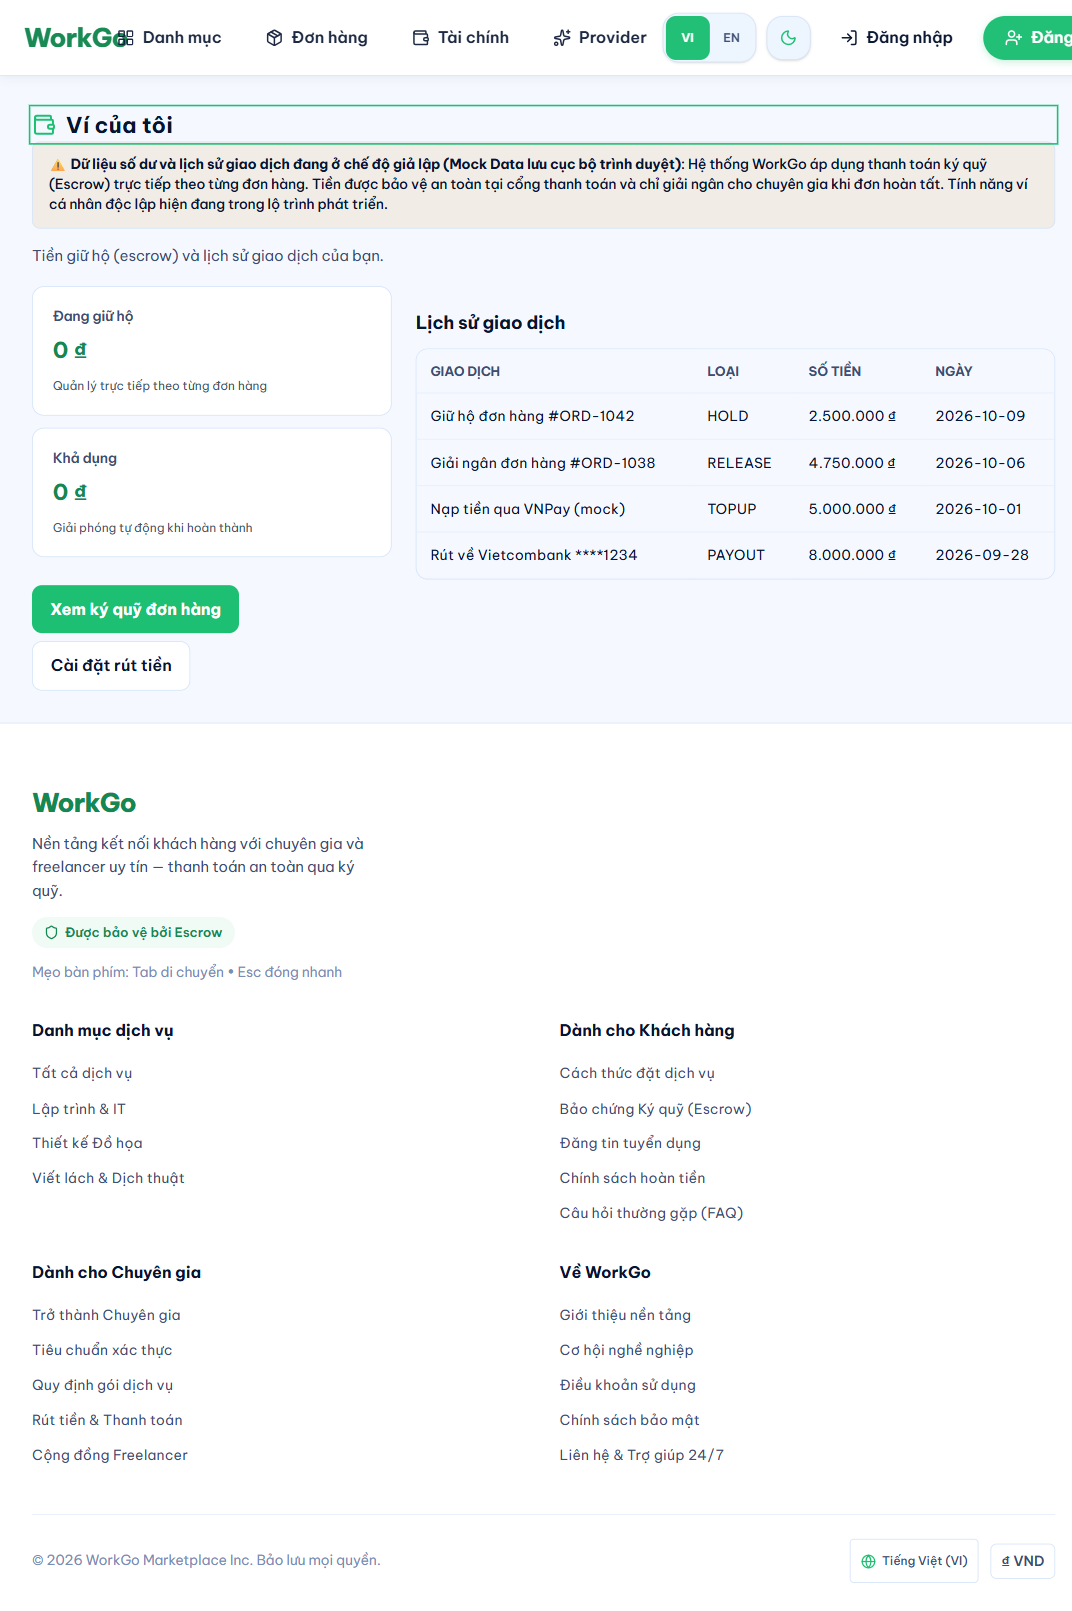 WorkGo
Danh mục
Đơn hàng
Tài chính
Provider
VI
EN
Đăng nhập
Đăng
Ví của tôi
⚠️ Dữ liệu số dư và lịch sử giao dịch đang ở chế độ giả lập (Mock Data lưu cục bộ trình duyệt): Hệ thống WorkGo áp dụng thanh toán ký quỹ
(Escrow) trực tiếp theo từng đơn hàng. Tiền được bảo vệ an toàn tại cổng thanh toán và chỉ giải ngân cho chuyên gia khi đơn hoàn tất. Tính năng ví
cá nhân độc lập hiện đang trong lộ trình phát triển.
Tiền giữ hộ (escrow) và lịch sử giao dịch của bạn.
Đang giữ hộ
0 ₫
Quản lý trực tiếp theo từng đơn hàng
Khả dụng
0 ₫
Giải phóng tự động khi hoàn thành
Xem ký quỹ đơn hàng
Cài đặt rút tiền
Lịch sử giao dịch
GIAO DỊCH LOẠI SỐ TIỀN NGÀY
Giữ hộ đơn hàng #ORD-1042 HOLD 2.500.000 ₫ 2026-10-09
Giải ngân đơn hàng #ORD-1038 RELEASE 4.750.000 ₫ 2026-10-06
Nạp tiền qua VNPay (mock) TOPUP 5.000.000 ₫ 2026-10-01
Rút về Vietcombank ****1234 PAYOUT 8.000.000 ₫ 2026-09-28
WorkGo
Nền tảng kết nối khách hàng với chuyên gia và
freelancer uy tín — thanh toán an toàn qua ký
quỹ.
Được bảo vệ bởi Escrow
Mẹo bàn phím: Tab di chuyển • Esc đóng nhanh
Danh mục dịch vụ
Tất cả dịch vụ
Lập trình & IT
Thiết kế Đồ họa
Viết lách & Dịch thuật
Dành cho Khách hàng
Cách thức đặt dịch vụ
Bảo chứng Ký quỹ (Escrow)
Đăng tin tuyển dụng
Chính sách hoàn tiền
Câu hỏi thường gặp (FAQ)
Dành cho Chuyên gia
Trở thành Chuyên gia
Tiêu chuẩn xác thực
Quy định gói dịch vụ
Rút tiền & Thanh toán
Cộng đồng Freelancer
Về WorkGo
Giới thiệu nền tảng
Cơ hội nghề nghiệp
Điều khoản sử dụng
Chính sách bảo mật
Liên hệ & Trợ giúp 24/7
© 2026 WorkGo Marketplace Inc. Bảo lưu mọi quyền.
Tiếng Việt (VI)
₫ VND